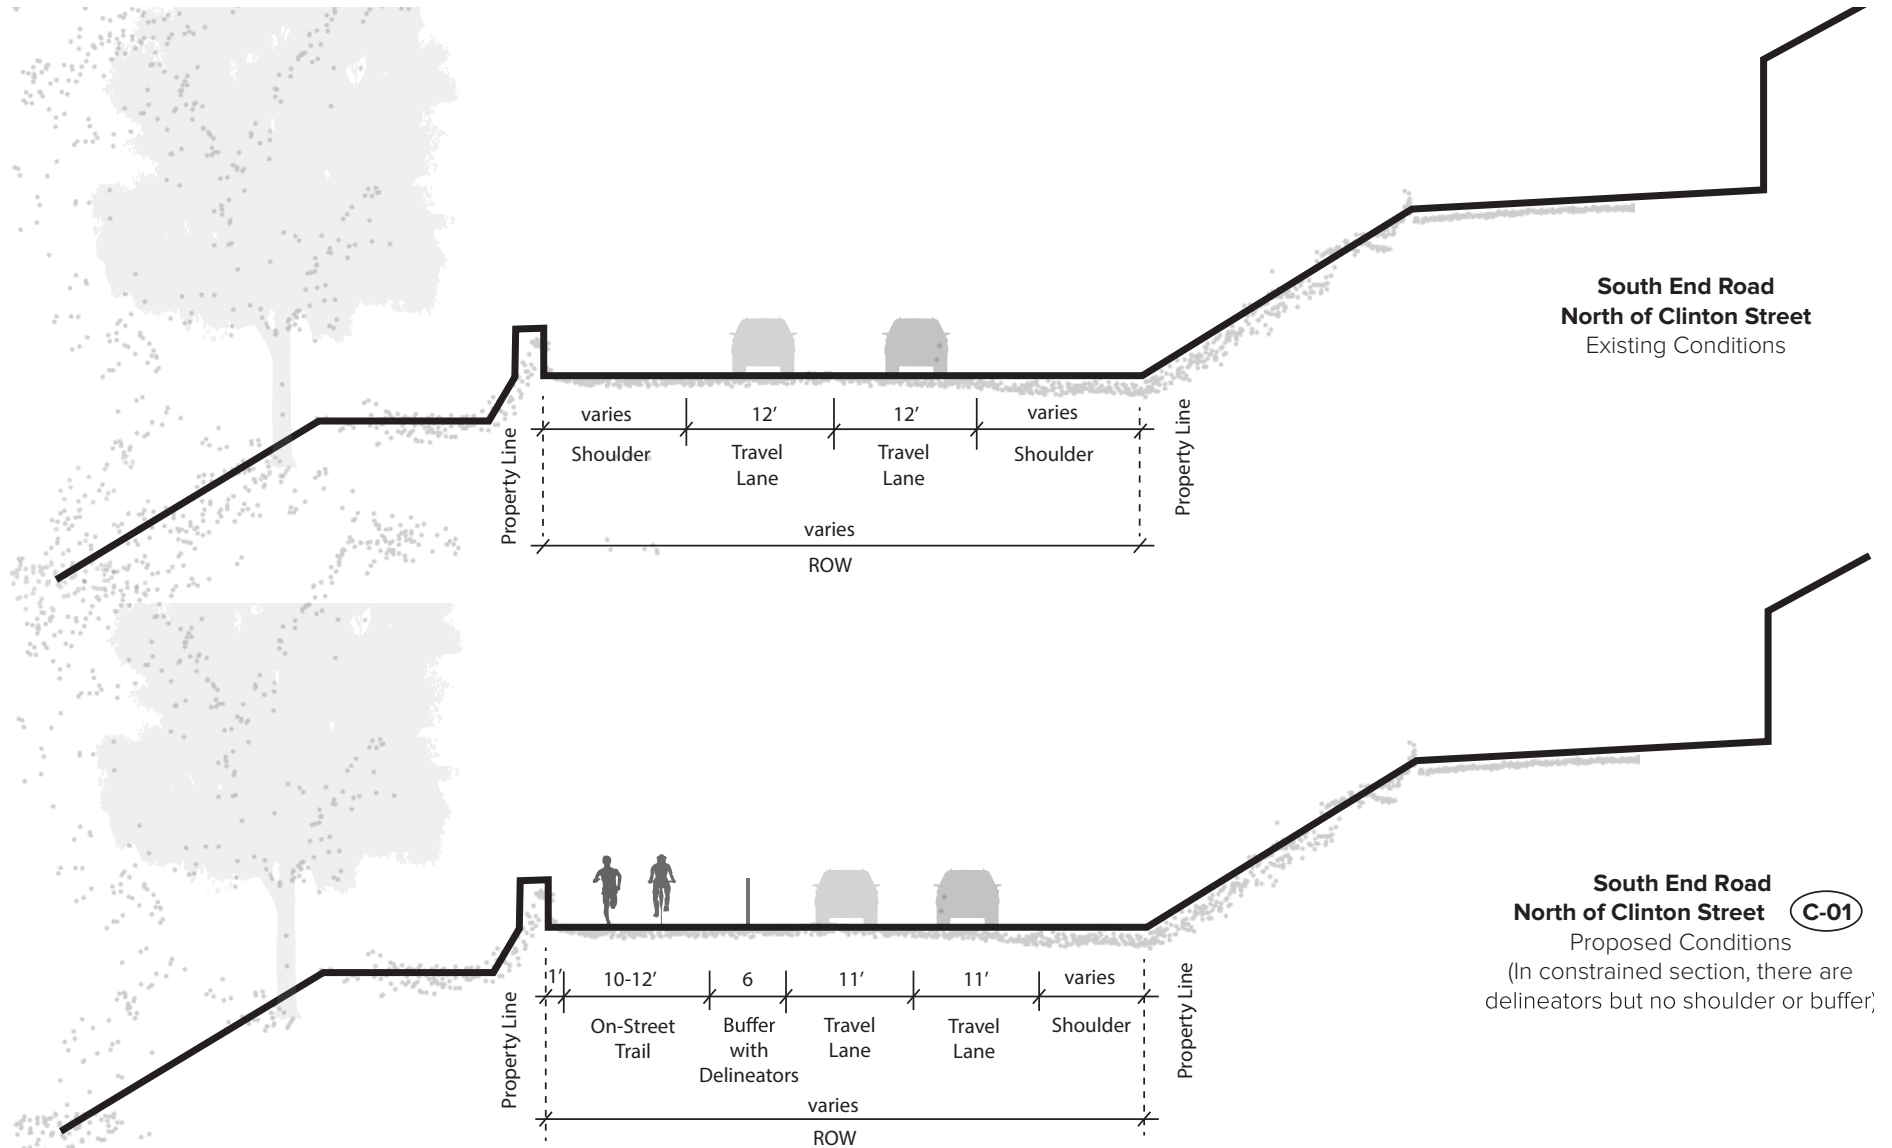 South End Road
North of Clinton Street
Existing Conditions
varies 12′ 12′ varies
Shoulder Travel Lane Travel Lane Shoulder
Property Line
Property Line
varies
ROW
South End Road
North of Clinton Street C-01
Proposed Conditions
(In constrained section, there are
delineators but no shoulder or buffer)
1′ 10-12′ 6 11′ 11′ varies
On-Street Trail Buffer with Delineators Travel Lane Travel Lane Shoulder
Property Line
Property Line
varies
ROW